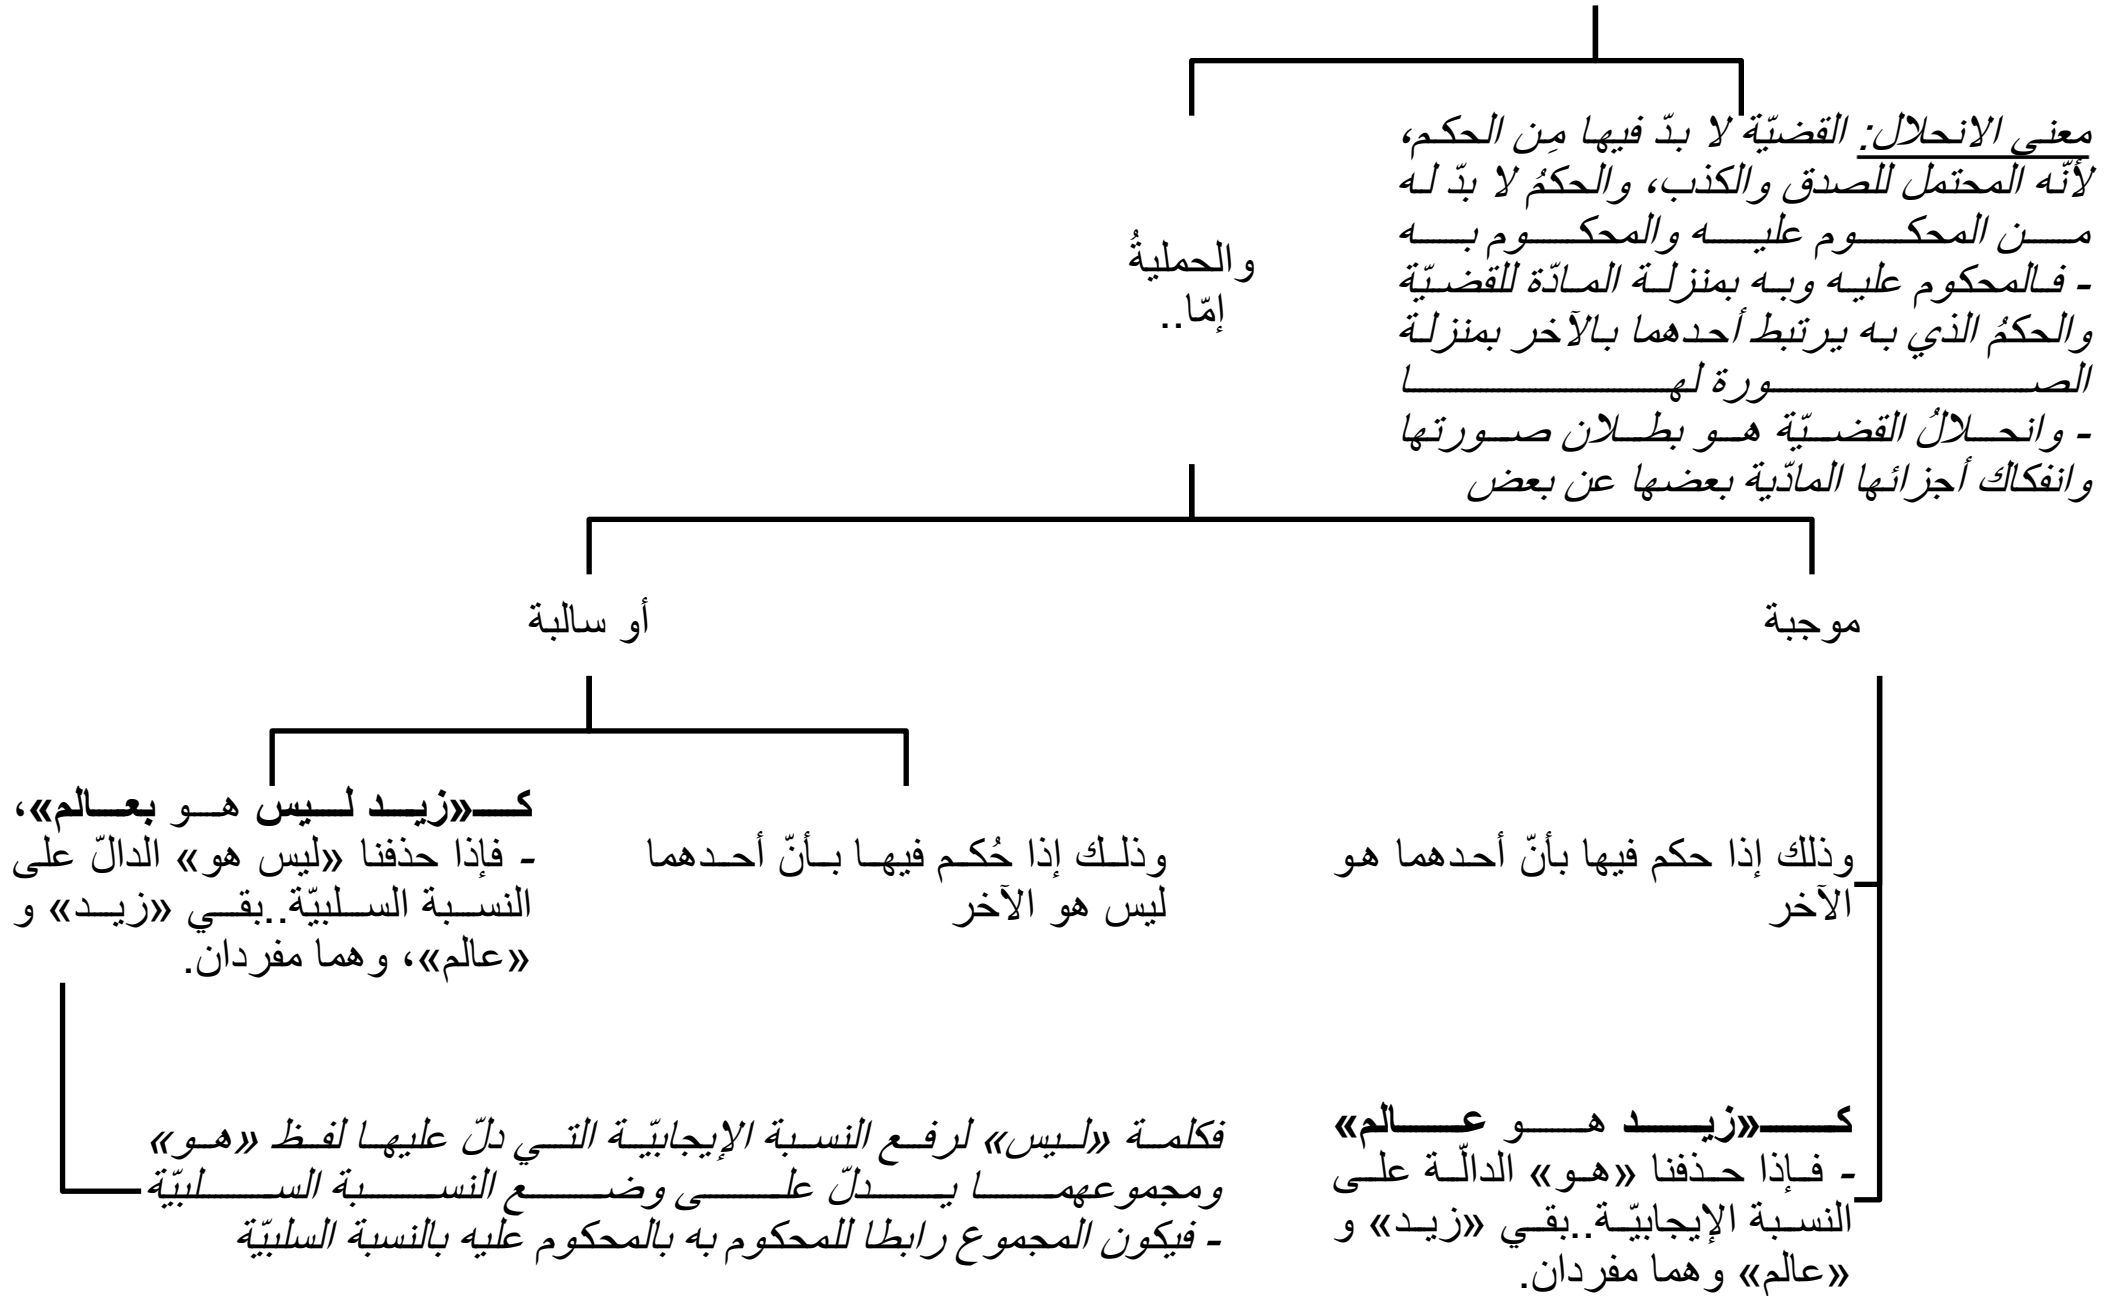 معنى الانحلال: القضيّة لا بدّ فيها مِن الحكم،
لأنّه المحتمل للصدق والكذب، والحكمُ لا بدّ له
من المحكوم عليه والمحكوم به
- فالمحكوم عليه وبه بمنزلة المادّة للقضيّة
والحكمُ الذي به يرتبط أحدهما بالآخر بمنزلة
الصورة لها
- وانحلالُ القضيّة هو بطلان صورتها
وانفكاك أجزائها المادّية بعضها عن بعض
والحمليةُ
إمّا..
موجبة
أو سالبة
وذلك إذا حكم فيها بأنّ أحدهما هو
الآخر
كـ«زيد هو عالم»
- فإذا حذفنا «هو» الدالّة على
النسبة الإيجابيّة..بقي «زيد» و
«عالم» وهما مفردان.
وذلك إذا حُكم فيها بأنّ أحدهما
ليس هو الآخر
كـ«زيد ليس هو بعالم»،
- فإذا حذفنا «ليس هو» الدالّ على
النسبة السلبيّة..بقي «زيد» و
«عالم»، وهما مفردان.
فكلمة «ليس» لرفع النسبة الإيجابيّة التي دلّ عليها لفظ «هو»
ومجموعهما يدلّ على وضع النسبة السلبيّة
- فيكون المجموع رابطا للمحكوم به بالمحكوم عليه بالنسبة السلبيّة